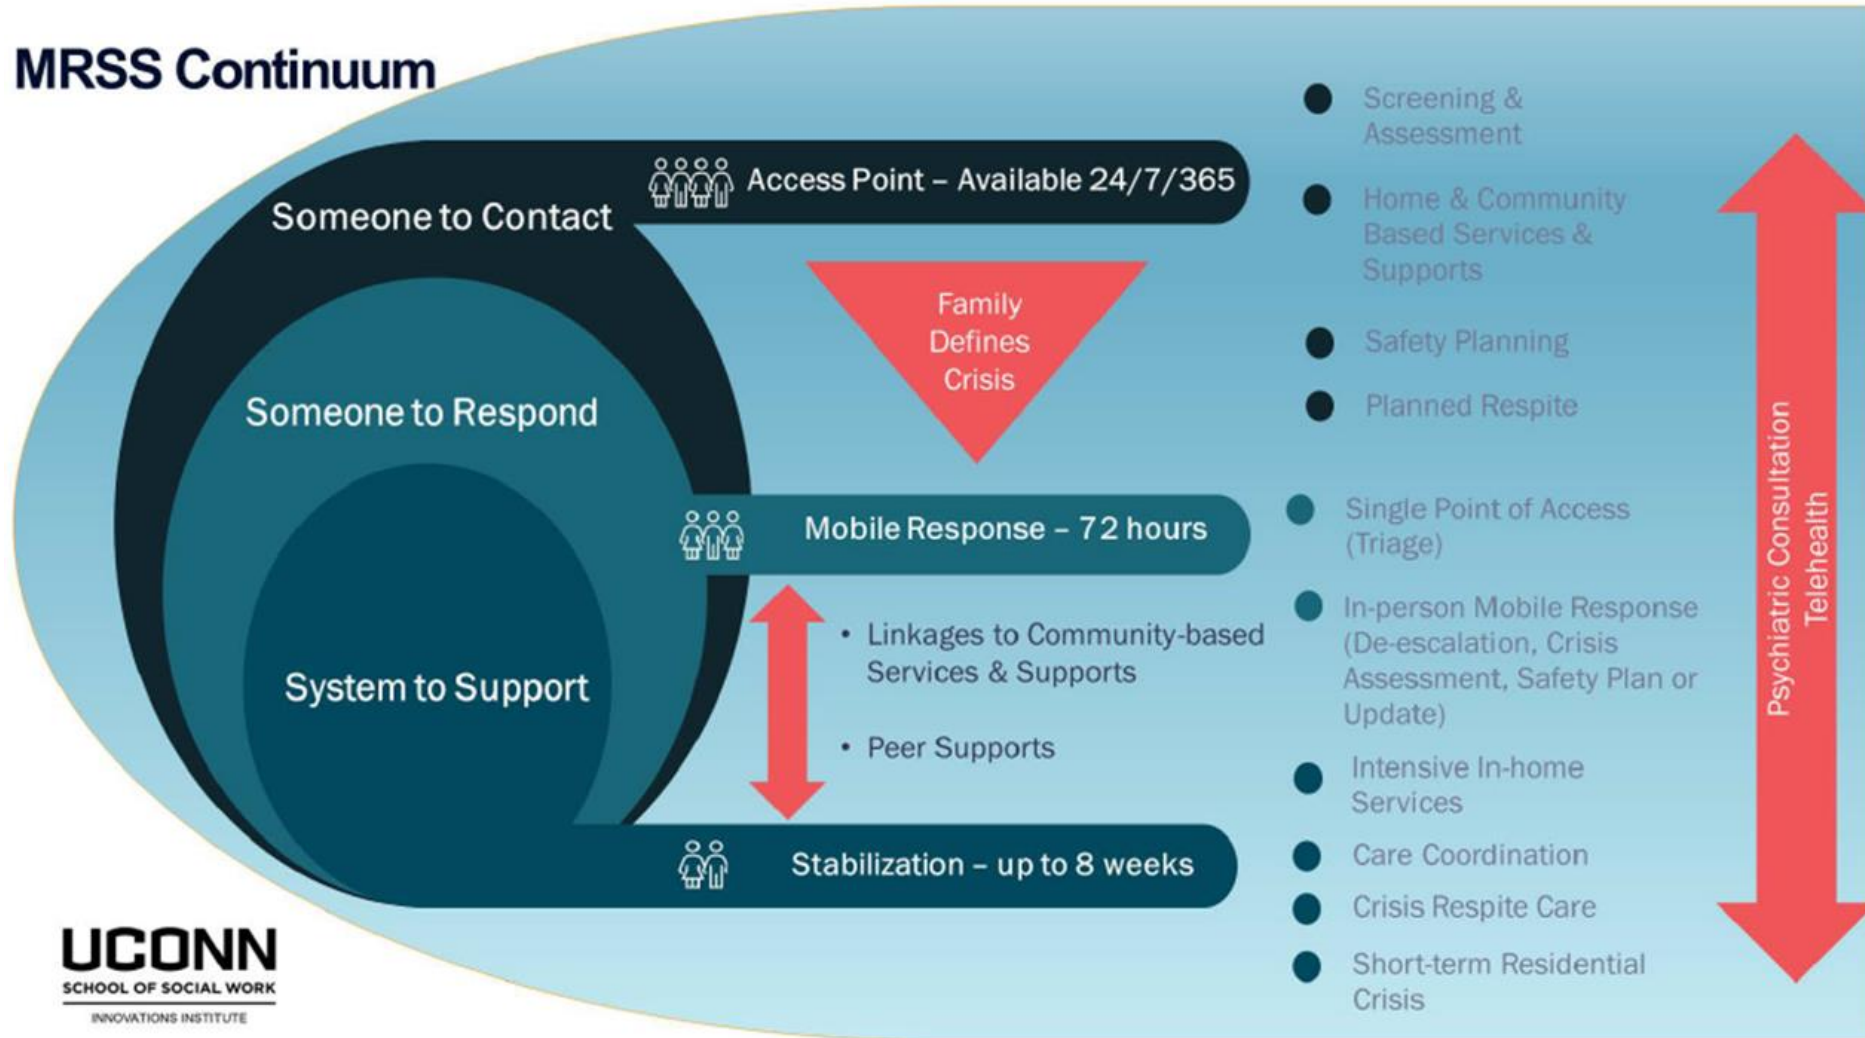 MRSS Continuum
Someone to Contact
Access Point – Available 24/7/365
Family
Defines
Crisis
Someone to Respond
Mobile Response – 72 hours
• Linkages to Community-based
Services & Supports
• Peer Supports
System to Support
Stabilization – up to 8 weeks
Screening &
Assessment
Home & Community
Based Services &
Supports
Safety Planning
Planned Respite
Single Point of Access
(Triage)
In-person Mobile Response
(De-escalation, Crisis
Assessment, Safety Plan or
Update)
Intensive In-home
Services
Care Coordination
Crisis Respite Care
Short-term Residential
Crisis
Psychiatric Consultation
Telehealth
UCONN
SCHOOL OF SOCIAL WORK
INNOVATIONS INSTITUTE